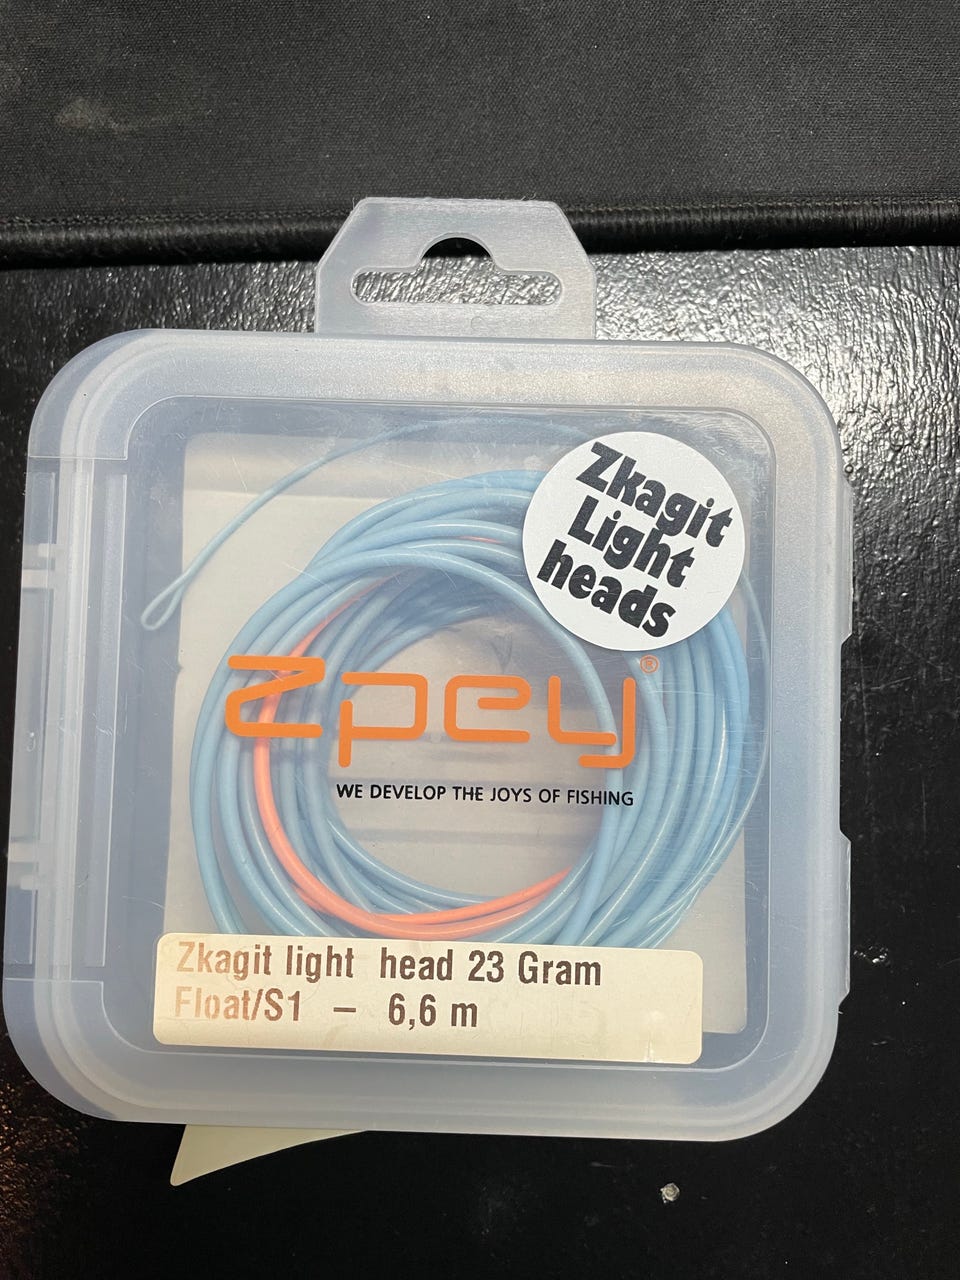 Zkagit
Light
heads
Zpey®
WE DEVELOP THE JOYS OF FISHING
Zkagit light head 23 Gram
Float/S1 – 6,6 m